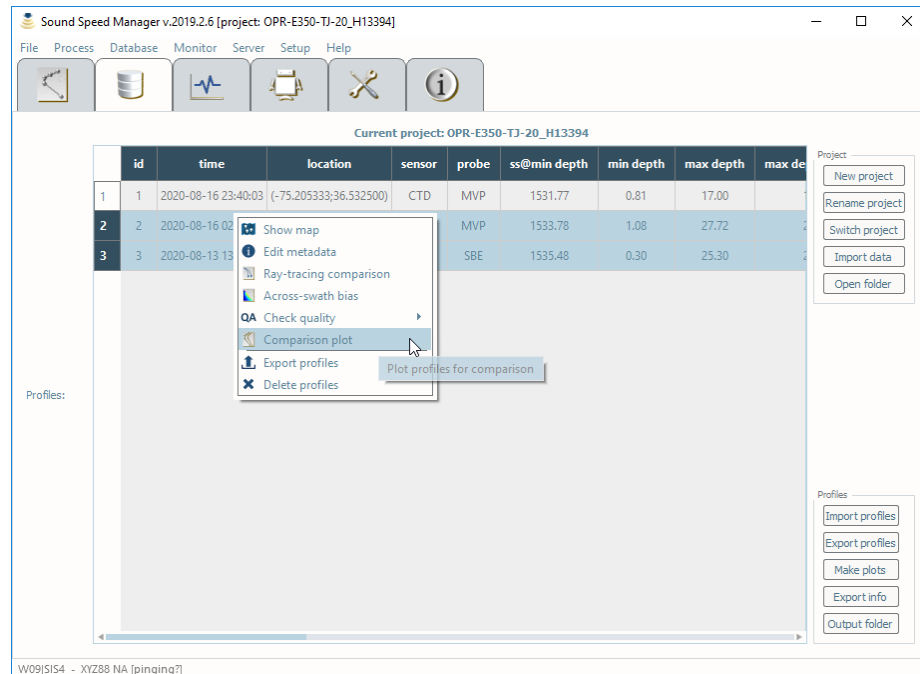 Sound Speed Manager v.2019.2.6 [project: OPR-E350-TJ-20_H13394]
File Process Database Monitor Server Setup Help
Current project: OPR-E350-TJ-20_H13394
id time location sensor probe ss@min depth min depth max depth max de
1 1 2020-08-16 23:40:03 (-75.205333;36.532500) CTD MVP 1531.77 0.81 17.00
2 2 2020-08-16 02 MVP 1533.78 1.08 27.72
3 3 2020-08-13 13 SBE 1535.48 0.30 25.30
Show map
Edit metadata
Ray-tracing comparison
Across-swath bias
QA Check quality
Comparison plot
Plot profiles for comparison
Export profiles
Delete profiles
Profiles:
Project
New project
Rename project
Switch project
Import data
Open folder
Profiles
Import profiles
Export profiles
Make plots
Export info
Output folder
W09|SIS4 - XYZ88 NA [pinging?]